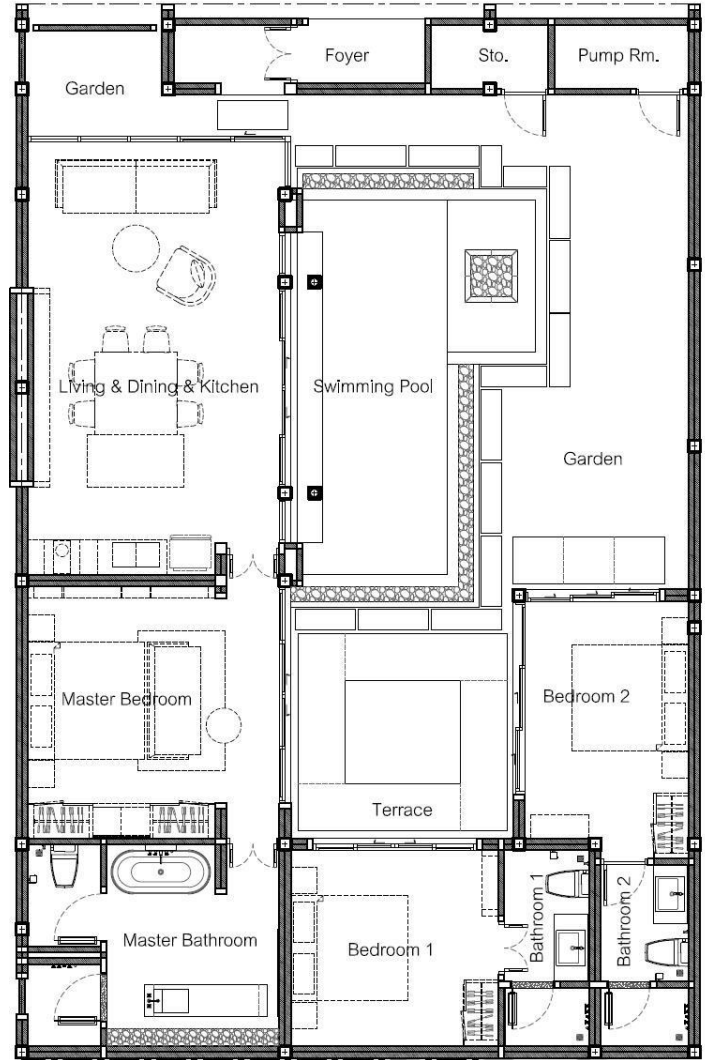 Foyer
Sto.
Pump Rm.
Garden
Living & Dining & Kitchen
Swimming Pool
Garden
Master Bedroom
Bedroom 2
Terrace
Master Bathroom
Bedroom 1
Bathroom 1
Bathroom 2